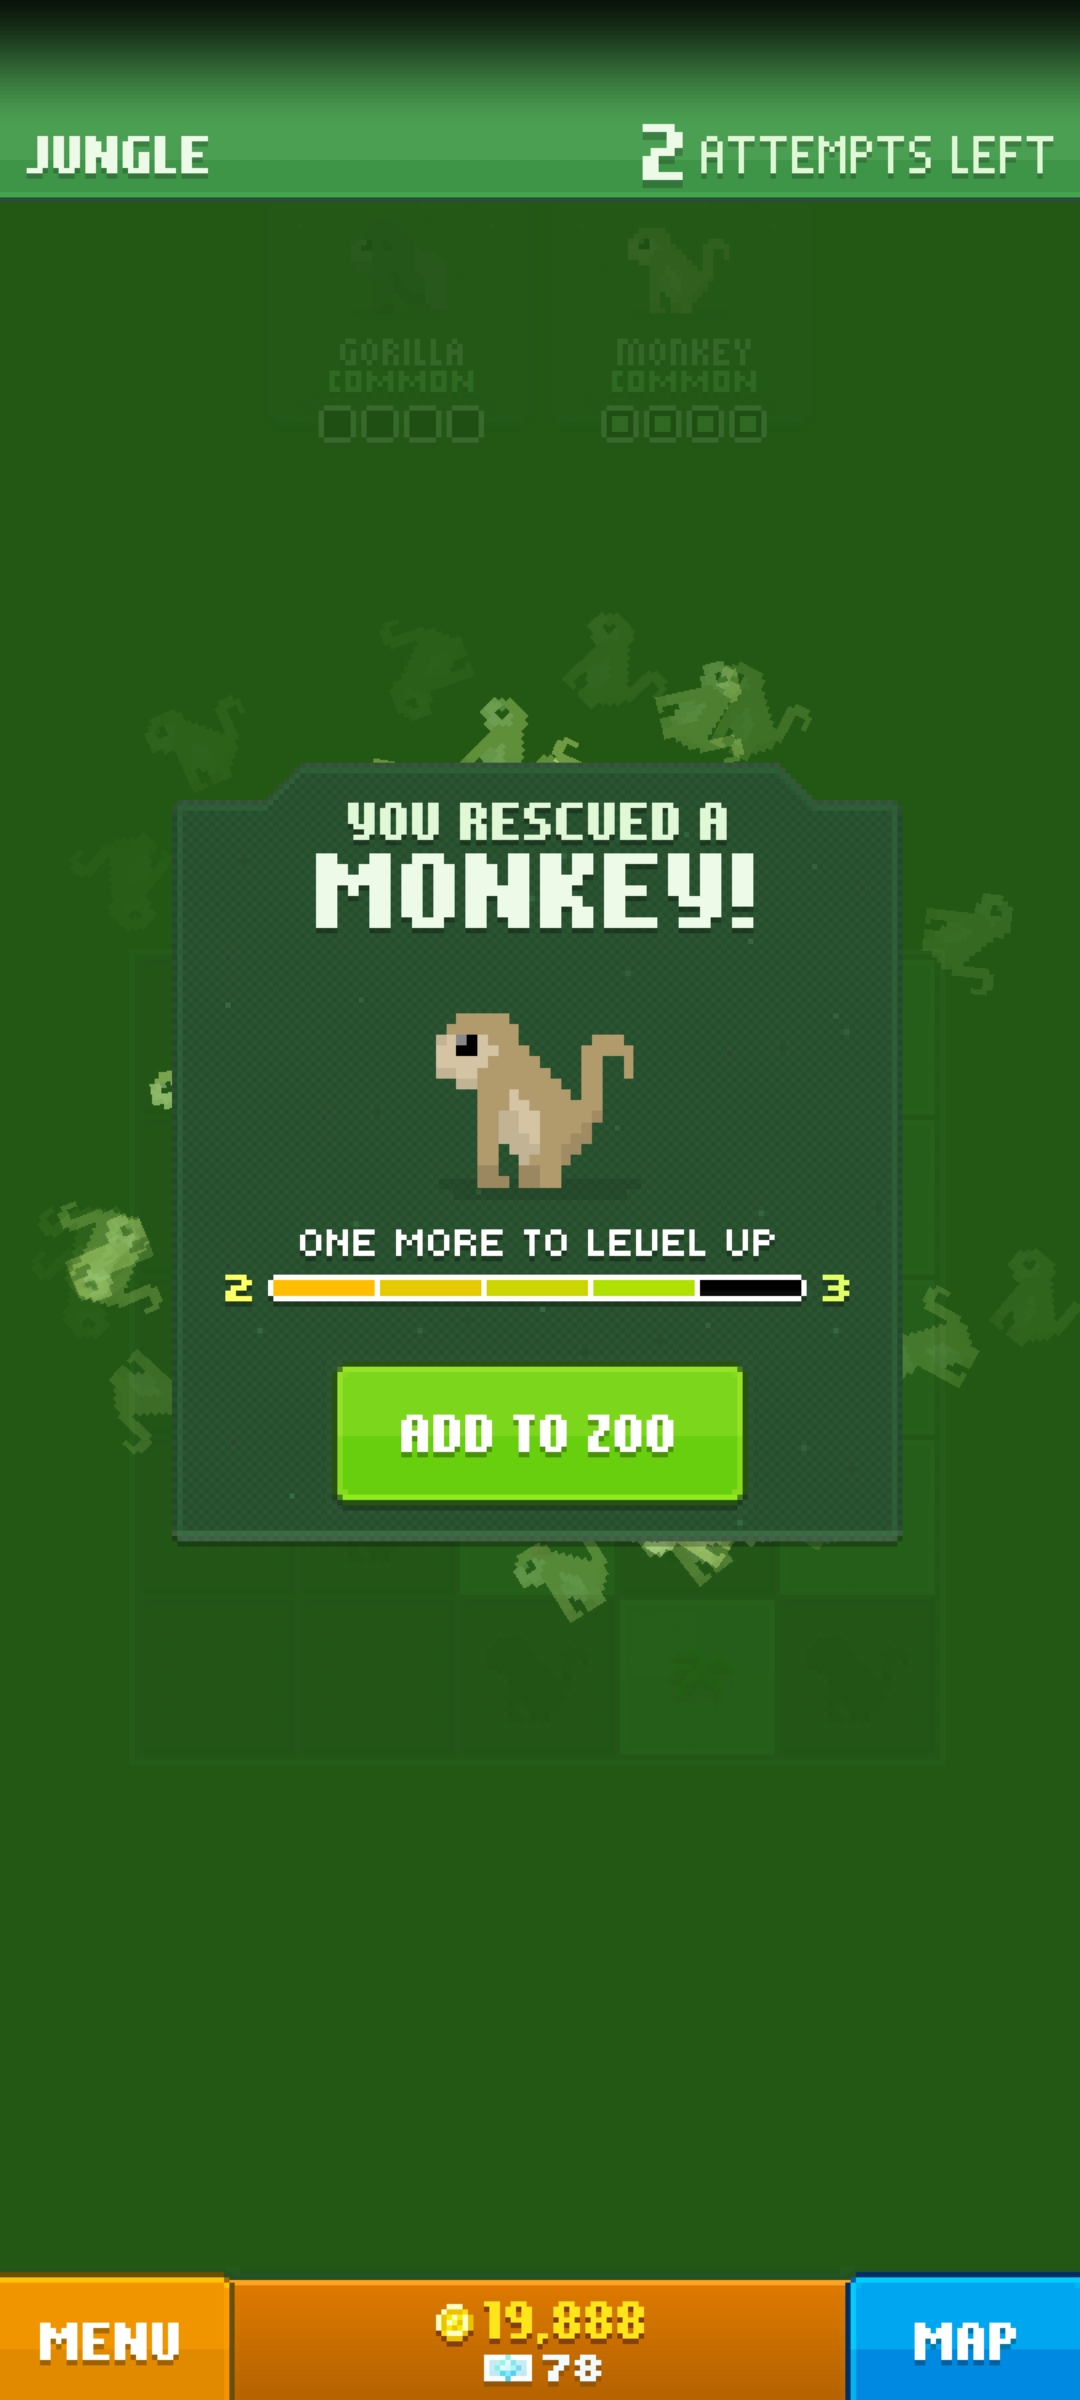 JUNGLE
2 ATTEMPTS LEFT
GORILLA
COMMON
MONKEY
COMMON
YOU RESCUED A
MONKEY!
ONE MORE TO LEVEL UP
2
3
ADD TO ZOO
MENU
19,888
78
MAP